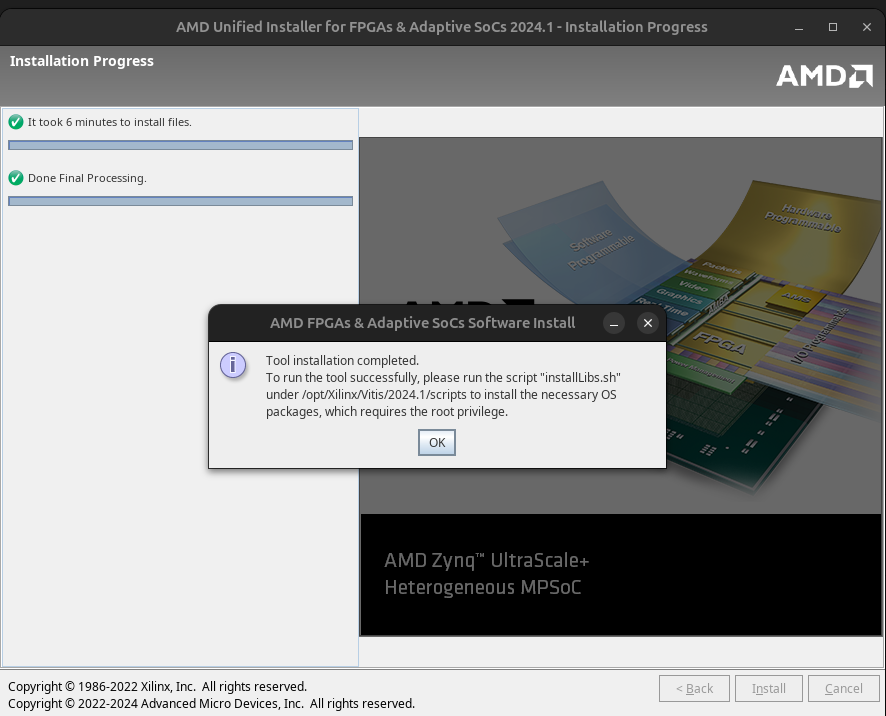 AMD Unified Installer for FPGAs & Adaptive SoCs 2024.1 - Installation Progress
Installation Progress
AMD
It took 6 minutes to install files.
Done Final Processing.
Software
Programmable
Hardware
Programmable
Packets
Waveforms
Video
Graphics
Real Time
AMS
FPGA
I/O Programmable
AMD FPGAs & Adaptive SoCs Software Install
Tool installation completed.
To run the tool successfully, please run the script "installLibs.sh"
under /opt/Xilinx/Vitis/2024.1/scripts to install the necessary OS
packages, which requires the root privilege.
OK
AMD Zynq™ UltraScale+
Heterogeneous MPSoC
Copyright © 1986-2022 Xilinx, Inc.  All rights reserved.
Copyright © 2022-2024 Advanced Micro Devices, Inc.  All rights reserved.
< Back
Install
Cancel